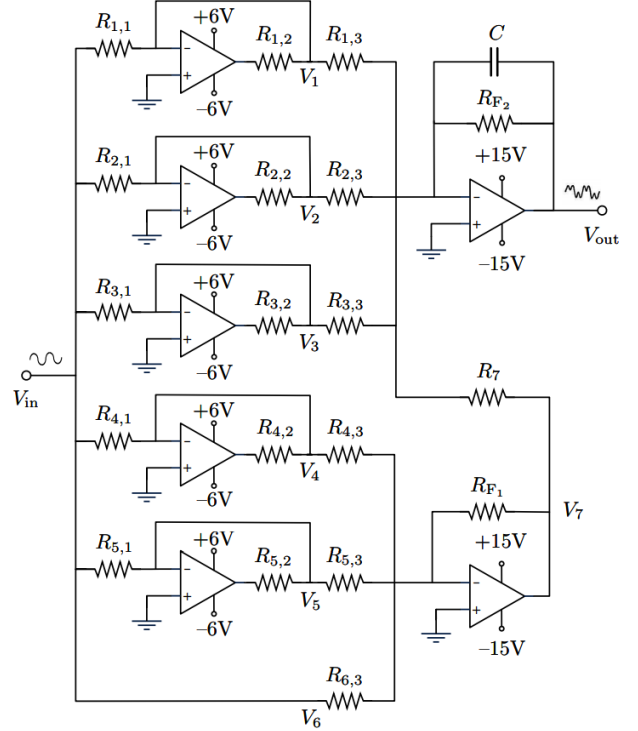 R1,1
+6V
−
+
–6V
R1,2
V1
R1,3
C
RF2
+15V
−
+
–15V
Vout
R2,1
+6V
−
+
–6V
R2,2
V2
R2,3
R3,1
+6V
−
+
–6V
R3,2
V3
R3,3
Vin
R7
R4,1
+6V
−
+
–6V
R4,2
V4
R4,3
R5,1
+6V
−
+
–6V
R5,2
V5
R5,3
RF1
V7
+15V
−
+
–15V
R6,3
V6